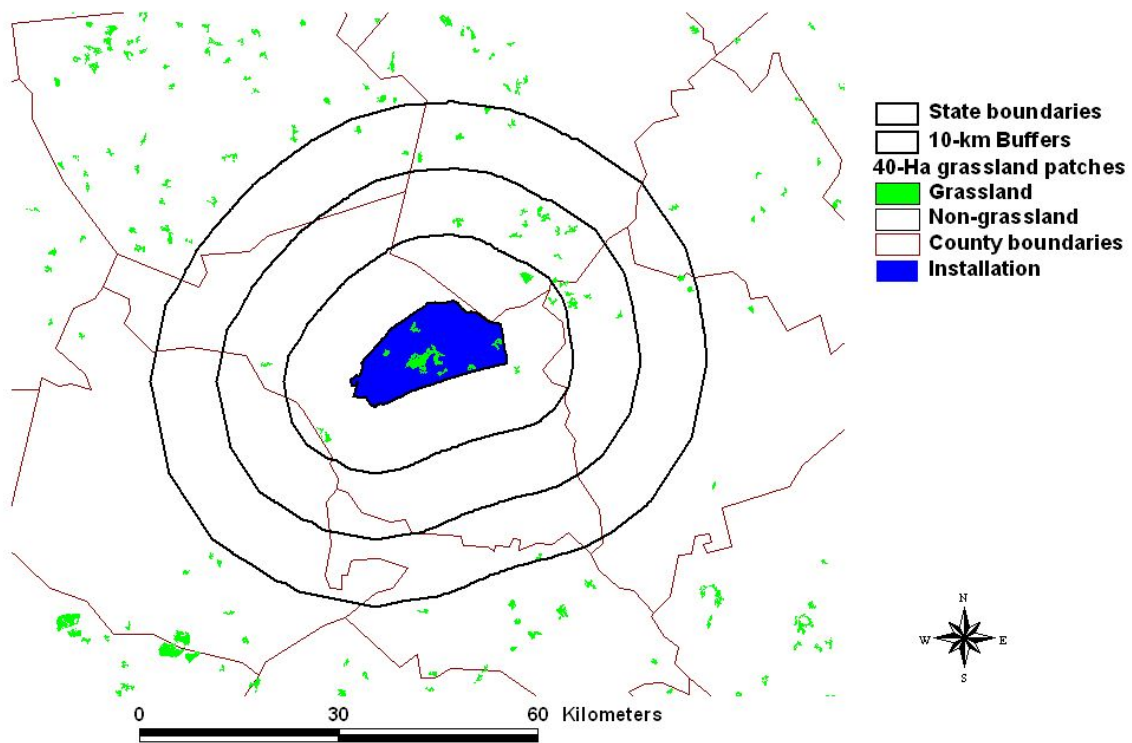 State boundaries
10-km Buffers
40-Ha grassland patches
Grassland
Non-grassland
County boundaries
Installation
N
W E
S
0 30 60 Kilometers